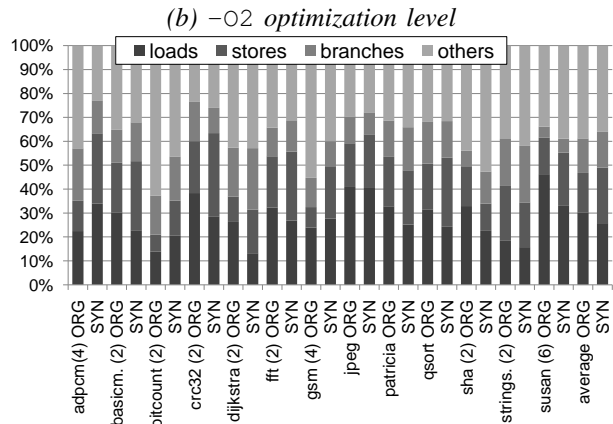 (b) -O2 optimization level
100%
loads stores branches others
90%
80%
70%
60%
50%
40%
30%
20%
10%
0%
ORG SYN ORG SYN ORG SYN ORG SYN ORG SYN ORG SYN ORG SYN ORG SYN ORG SYN ORG SYN ORG SYN ORG SYN ORG SYN ORG SYN
adpcm(4) basicm. (2) bitcount (2) crc32 (2) dijkstra (2) fft (2) gsm (4) jpeg patricia qsort sha (2) strings. (2) susan (6) average